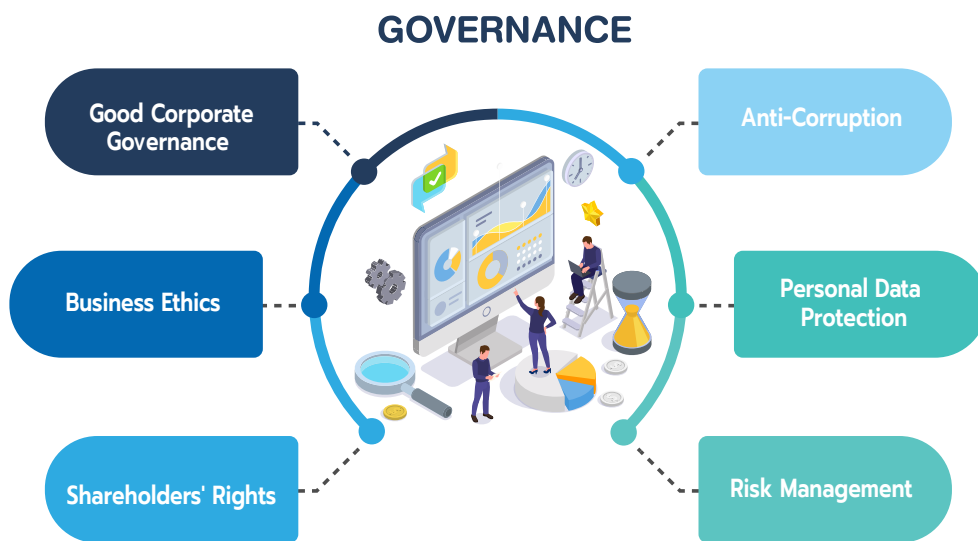 GOVERNANCE
Good Corporate
Governance
Anti-Corruption
Business Ethics
Personal Data
Protection
Shareholders' Rights
Risk Management